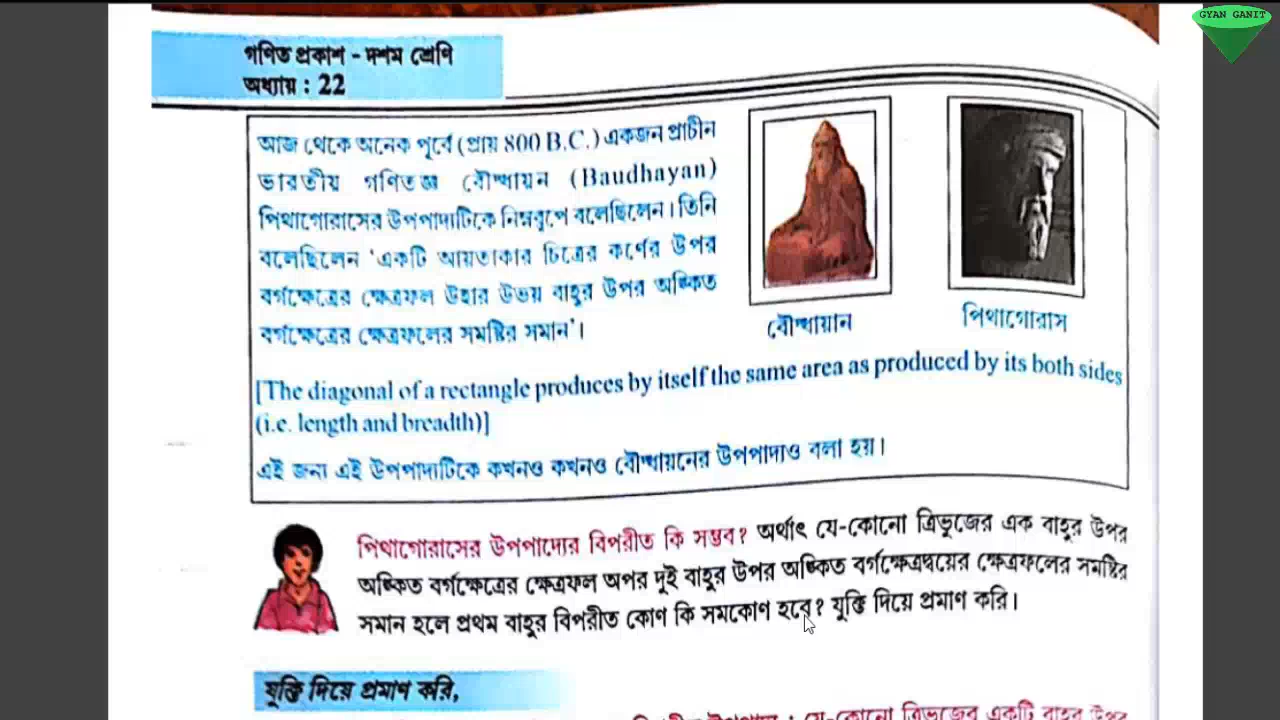 GYAN GANIT
গণিত প্রকাশ - দশম শ্রেণি
অধ্যায় : 22
আজ থেকে অনেক পূর্বে (প্রায় 800 B.C.) একজন প্রাচীন
ভারতীয় গণিতজ্ঞ বৌধায়ন (Baudhayan)
পিথাগোরাসের উপপাদ্যটিকে নিম্নরূপে বলেছিলেন। তিনি
বলেছিলেন 'একটি আয়তাকার চিত্রের কর্ণের উপর
বর্গক্ষেত্রের ক্ষেত্রফল উহার উভয় বাহুর উপর অঙ্কিত
বর্গক্ষেত্রের ক্ষেত্রফলের সমষ্টির সমান'।
বৌধায়ান
পিথাগোরাস
[The diagonal of a rectangle produces by itself the same area as produced by its both sides
(i.e. length and breadth)]
এই জন্য এই উপপাদ্যটিকে কখনও কখনও বৌধায়নের উপপাদ্যও বলা হয়।
পিথাগোরাসের উপপাদ্যের বিপরীত কি সম্ভব? অর্থাৎ যে-কোনো ত্রিভুজের এক বাহুর উপর
অঙ্কিত বর্গক্ষেত্রের ক্ষেত্রফল অপর দুই বাহুর উপর অঙ্কিত বর্গক্ষেত্রদ্বয়ের ক্ষেত্রফলের সমষ্টির
সমান হলে প্রথম বাহুর বিপরীত কোণ কি সমকোণ হবে? যুক্তি দিয়ে প্রমাণ করি।
যুক্তি দিয়ে প্রমাণ করি,
যে-কোনো ত্রিভুজের একটি বাহুর উপর